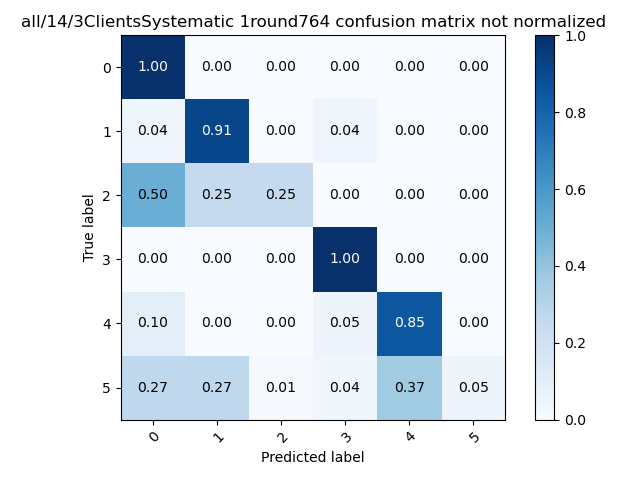 all/14/3ClientsSystematic 1round764 confusion matrix not normalized
1.0
0 1.00 0.00 0.00 0.00 0.00 0.00
1 0.04 0.91 0.00 0.04 0.00 0.00
0.8
2 0.50 0.25 0.25 0.00 0.00 0.00
0.6
True label
3 0.00 0.00 0.00 1.00 0.00 0.00
0.4
4 0.10 0.00 0.00 0.05 0.85 0.00
0.2
5 0.27 0.27 0.01 0.04 0.37 0.05
0.0
0 1 2 3 4 5
Predicted label